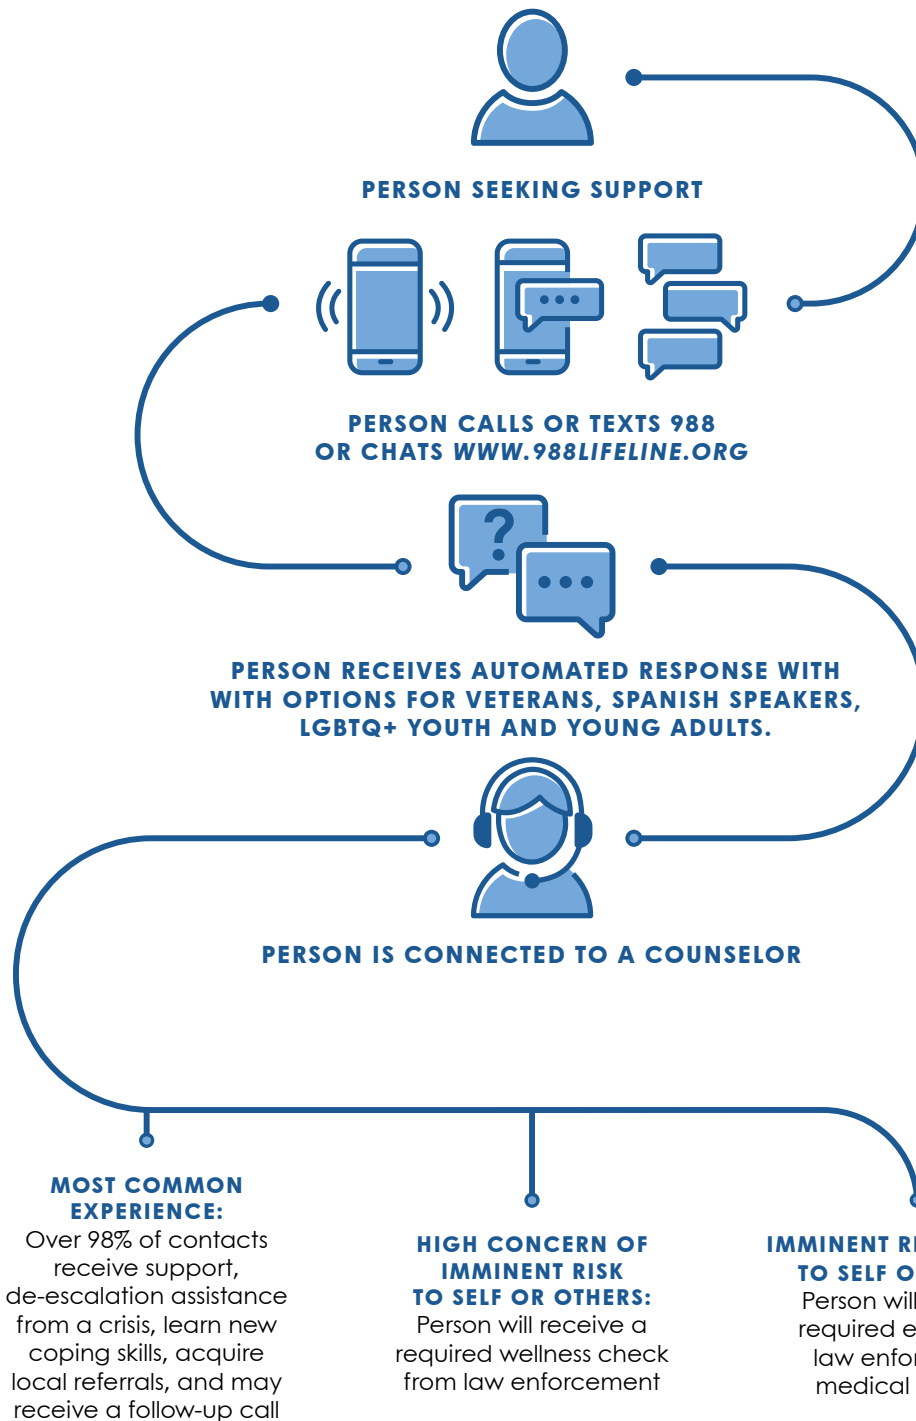 PERSON SEEKING SUPPORT
PERSON CALLS OR TEXTS 988
OR CHATS WWW.988LIFELINE.ORG
?
PERSON RECEIVES AUTOMATED RESPONSE WITH
WITH OPTIONS FOR VETERANS, SPANISH SPEAKERS,
LGBTQ+ YOUTH AND YOUNG ADULTS.
PERSON IS CONNECTED TO A COUNSELOR
MOST COMMON
EXPERIENCE:
Over 98% of contacts
receive support,
de-escalation assistance
from a crisis, learn new
coping skills, acquire
local referrals, and may
receive a follow-up call
HIGH CONCERN OF
IMMINENT RISK
TO SELF OR OTHERS:
Person will receive a
required wellness check
from law enforcement
IMMINENT
TO SELF
Person will
required
law
medical